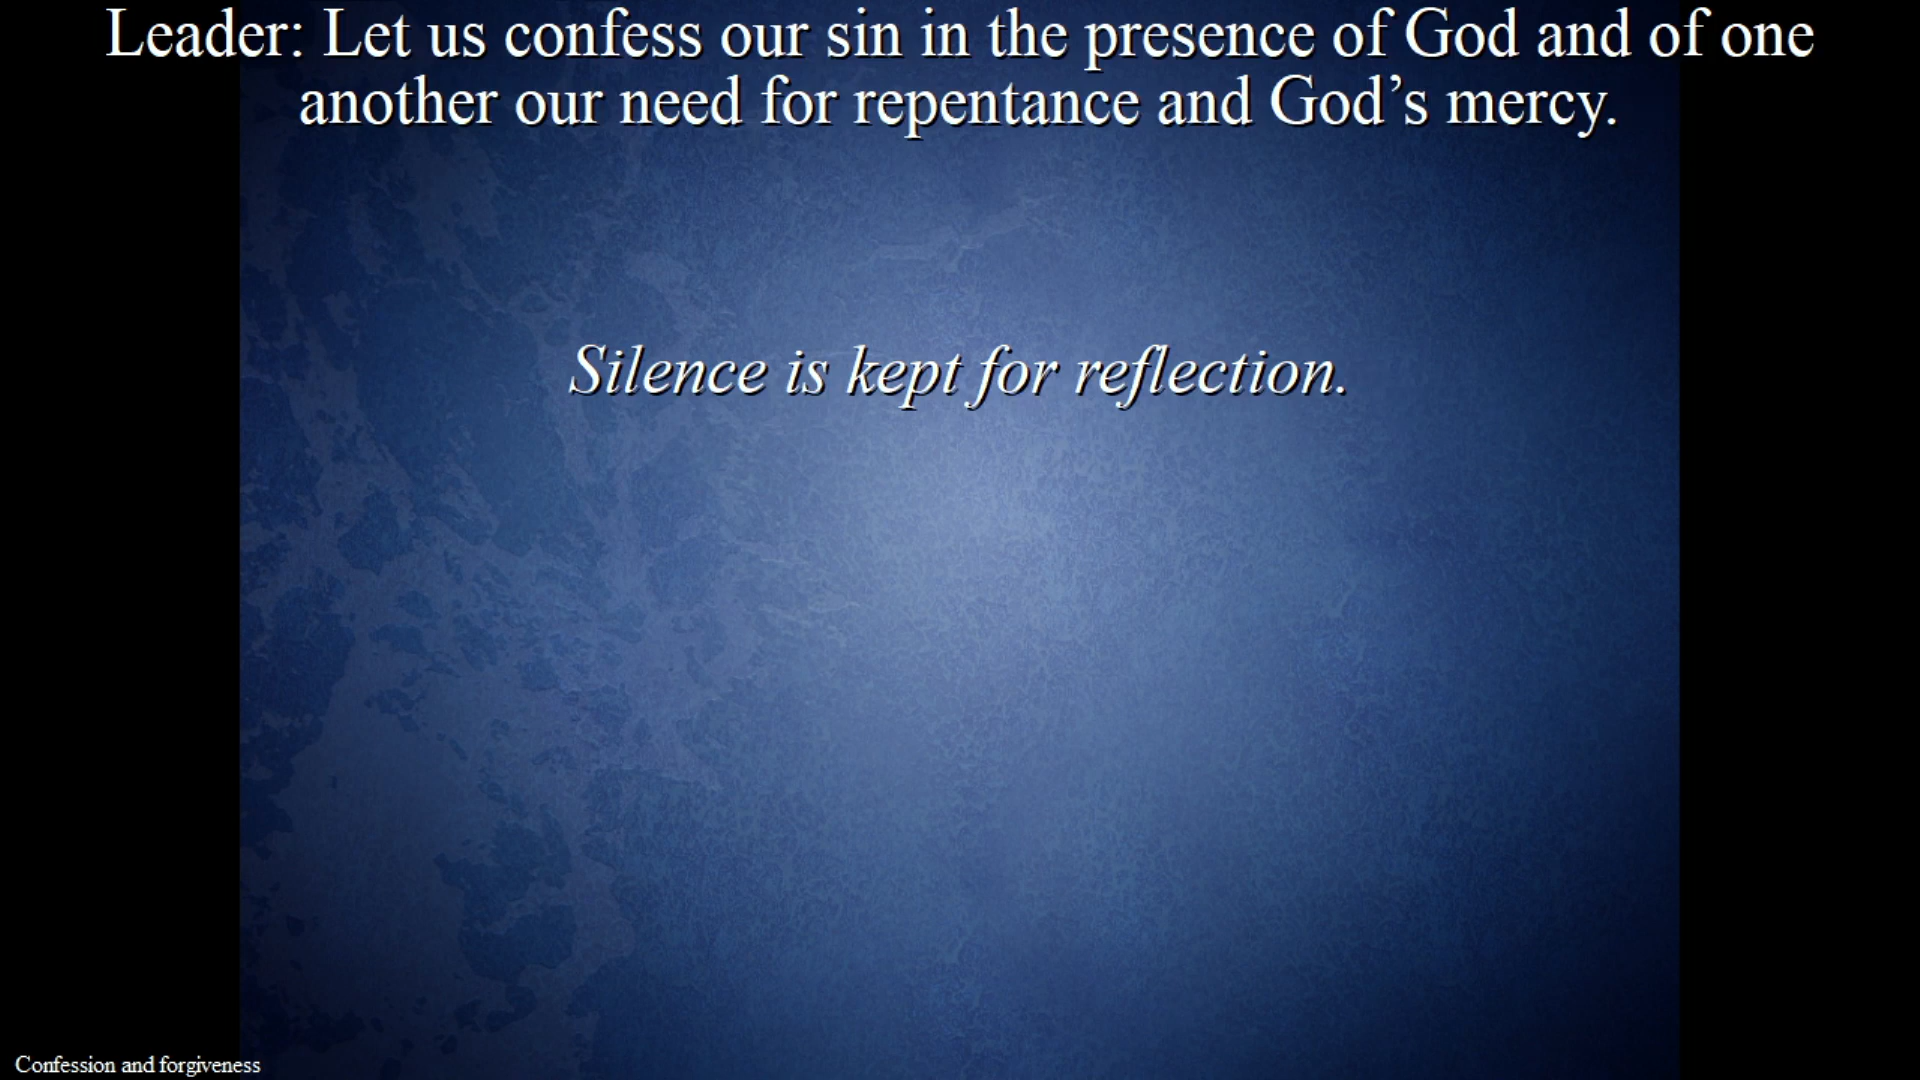 Leader: Let us confess our sin in the presence of God and of one
another our need for repentance and God’s mercy.
Silence is kept for reflection.
Confession and forgiveness